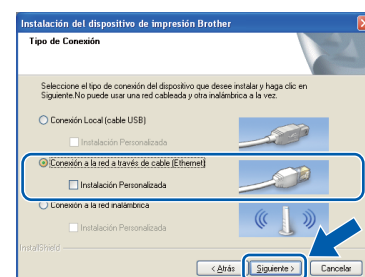 Instalación del dispositivo de impresión Brother
Tipo de Conexión
Seleccione el tipo de conexión del dispositivo que desee instalar y haga clic en
Siguiente.No puede usar una red cableada y otra inalámbrica a la vez.
Conexión Local (cable USB)
Instalación Personalizada
Conexión a la red a través de cable (Ethernet)
Instalación Personalizada
Conexión a la red inalámbrica
Instalación Personalizada
InstallShield
< Atrás
Siguiente >
Cancelar